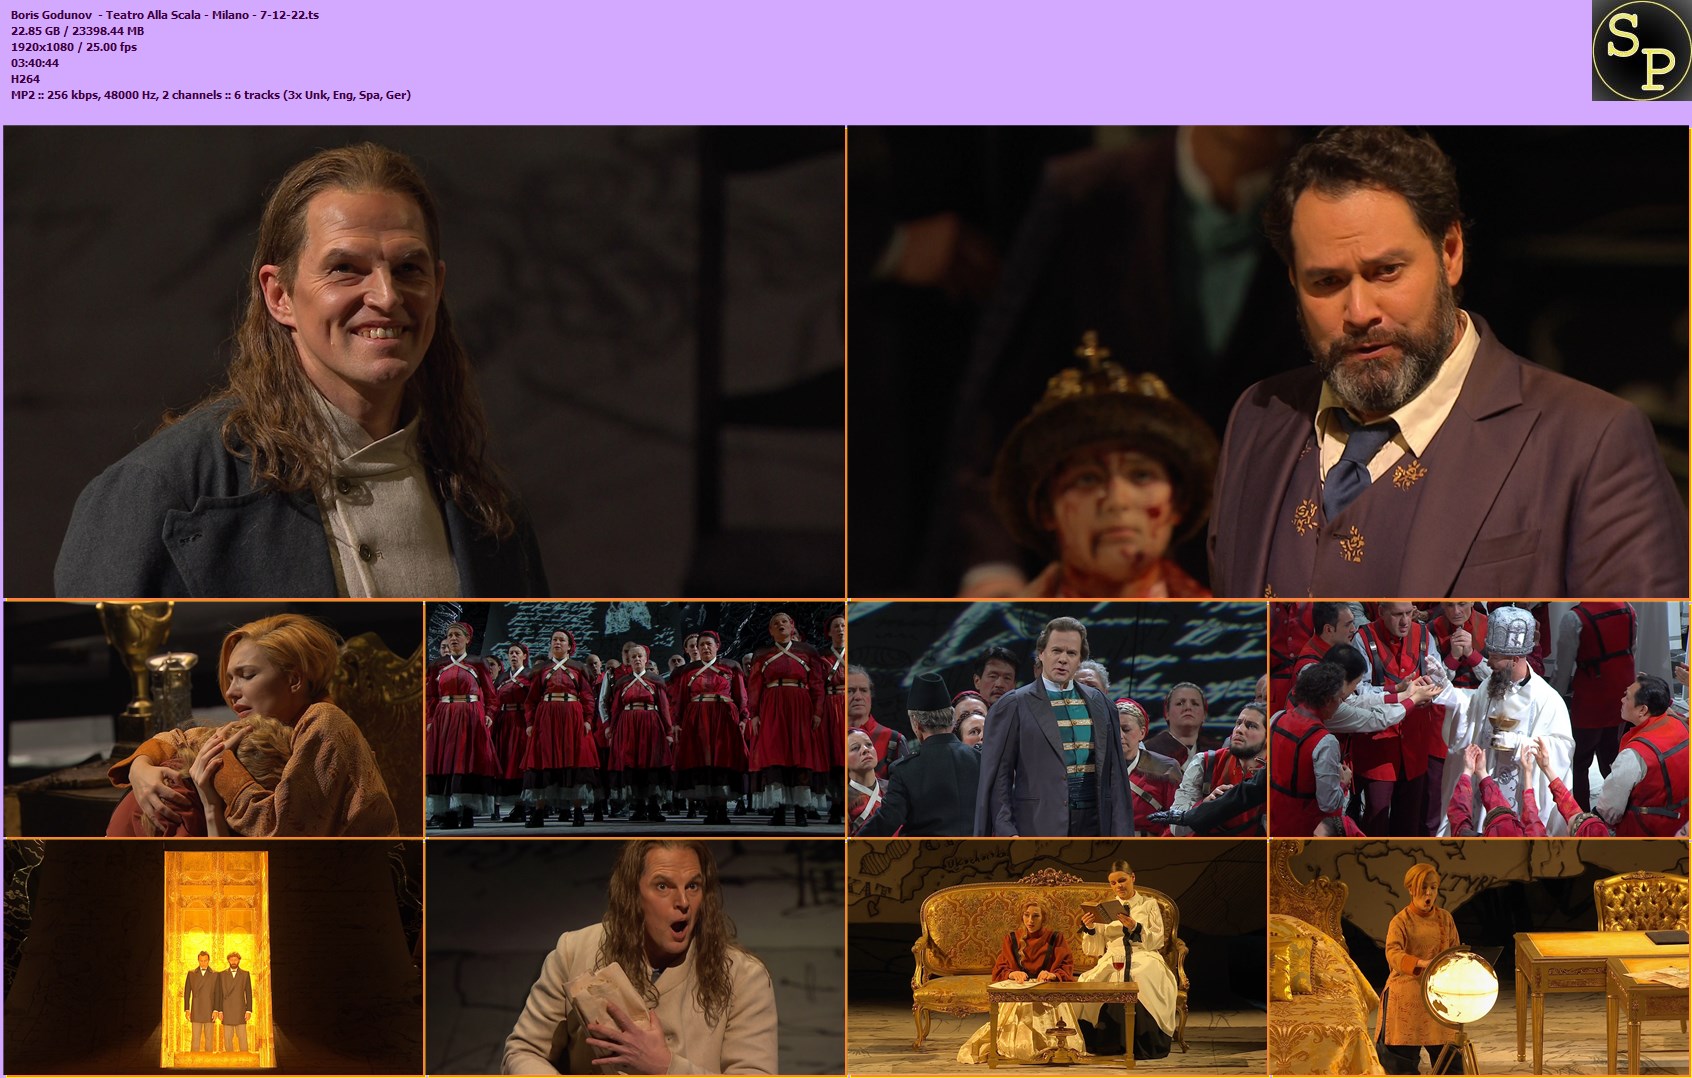 Boris Godunov  - Teatro Alla Scala - Milano - 7-12-22.ts
22.85 GB / 23398.44 MB
1920x1080 / 25.00 fps
03:40:44
H264
MP2 :: 256 kbps, 48000 Hz, 2 channels :: 6 tracks (3x Unk, Eng, Spa, Ger)
SP